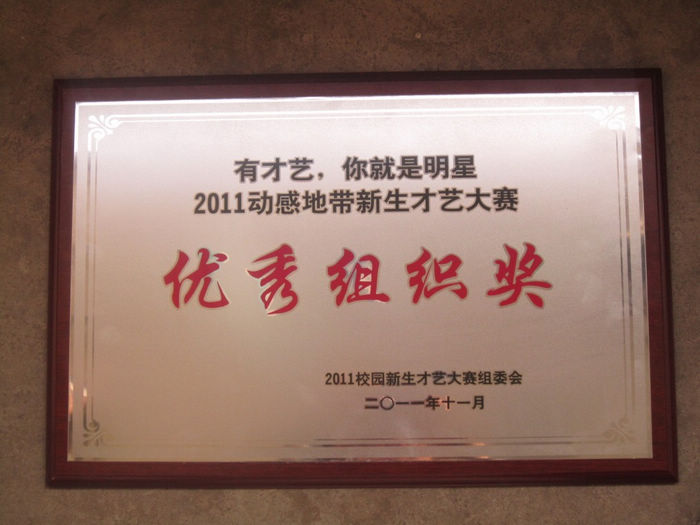 有才艺，你就是明星
2011动感地带新生才艺大赛
优秀组织奖
2011校园新生才艺大赛组委会
二〇一一年十一月